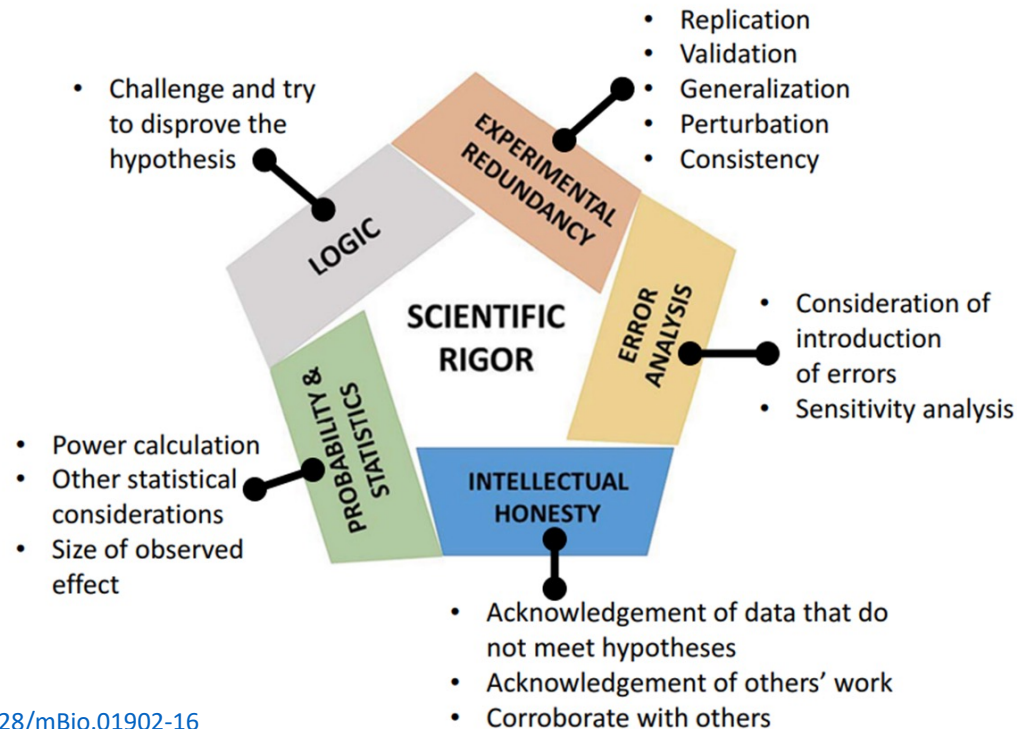 • Replication
• Validation
• Generalization
• Perturbation
• Consistency
• Challenge and try
to disprove the
hypothesis
EXPERIMENTAL
REDUNDANCY
LOGIC
SCIENTIFIC
RIGOR
ERROR
ANALYSIS
• Consideration of
introduction
of errors
• Sensitivity analysis
PROBABILITY &
STATISTICS
• Power calculation
• Other statistical
considerations
• Size of observed
effect
INTELLECTUAL
HONESTY
• Acknowledgement of data that do
not meet hypotheses
• Acknowledgement of others’ work
• Corroborate with others
28/mBio.01902-16